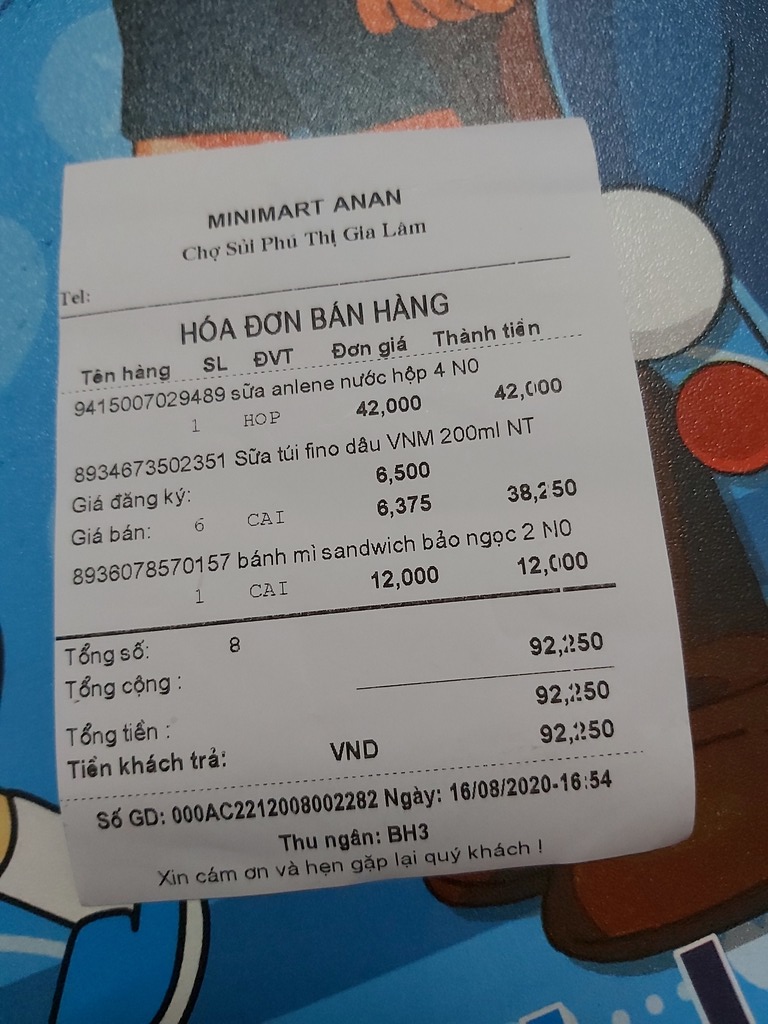 MINIMART ANAN
Chợ Sủi Phú Thị Gia Lâm
Tel:
HÓA ĐƠN BÁN HÀNG
Tên hàng SL ĐVT Đơn giá Thành tiền
9415007029489 sữa anlene nước hộp 4 NO
1 HOP 42,000 42,000
8934673502351 Sữa túi fino dâu VNM 200ml NT
Giá đăng ký: 6,500
Giá bán: 6 CAI 6,375 38,250
8936078570157 bánh mì sandwich bảo ngọc 2 NO
1 CAI 12,000 12,000
Tổng số: 8 92,250
Tổng cộng :
Tổng tiền : 92,250
Tiền khách trả: VND 92,250
Số GD: 000AC2212008002282 Ngày: 16/08/2020-16:54
Thu ngân: BH3
Xin cám ơn và hẹn gặp lại quý khách !